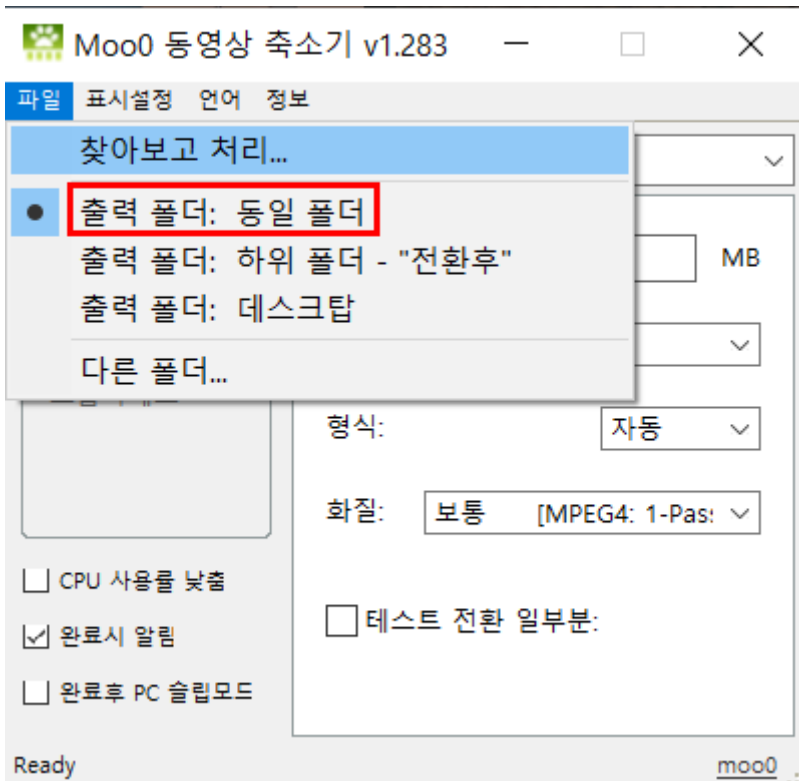 Moo0 동영상 축소기 v1.283
파일 표시설정 언어 정보
찾아보고 처리...
출력 폴더: 동일 폴더
출력 폴더: 하위 폴더 - "전환후"
MB
출력 폴더: 데스크탑
다른 폴더...
형식: 자동
화질: 보통 [MPEG4: 1-Pas
CPU 사용률 낮춤
테스트 전환 일부분:
완료시 알림
완료후 PC 슬립모드
Ready moo0